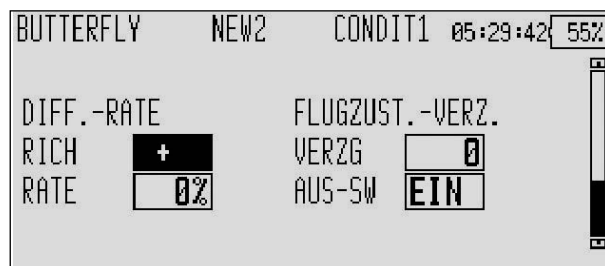 BUTTERFLY NEW2 CONDIT1 05:29:42 55%
DIFF.-RATE FLUGZUST.-VERZ.
RICH + VERZG 0
RATE 0% AUS-SW EIN